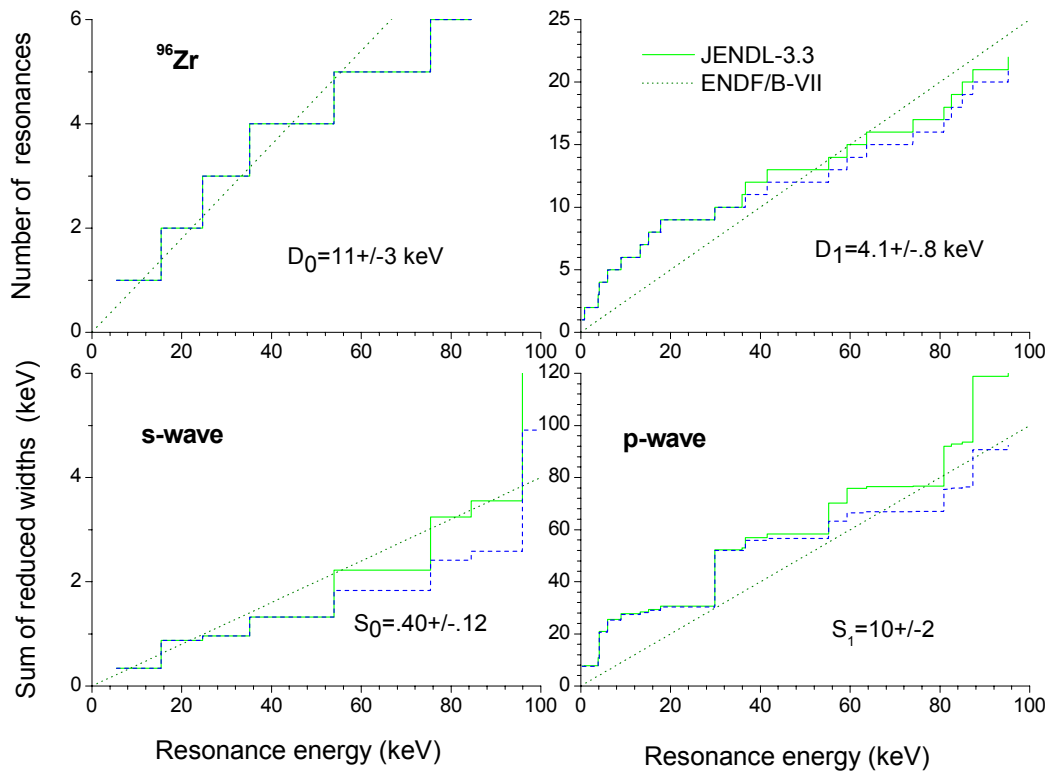 Number of resonances
6
4
2
0
⁹⁶Zr
D₀=11+/-3 keV
0 20 40 60 80 100
25
20
15
10
5
0
JENDL-3.3
ENDF/B-VII
D₁=4.1+/-.8 keV
0 20 40 60 80 100
Sum of reduced widths (keV)
6
4
2
0
s-wave
S₀=.40+/-.12
0 20 40 60 80 100
Resonance energy (keV)
120
100
80
60
40
20
0
p-wave
S₁=10+/-2
0 20 40 60 80 100
Resonance energy (keV)